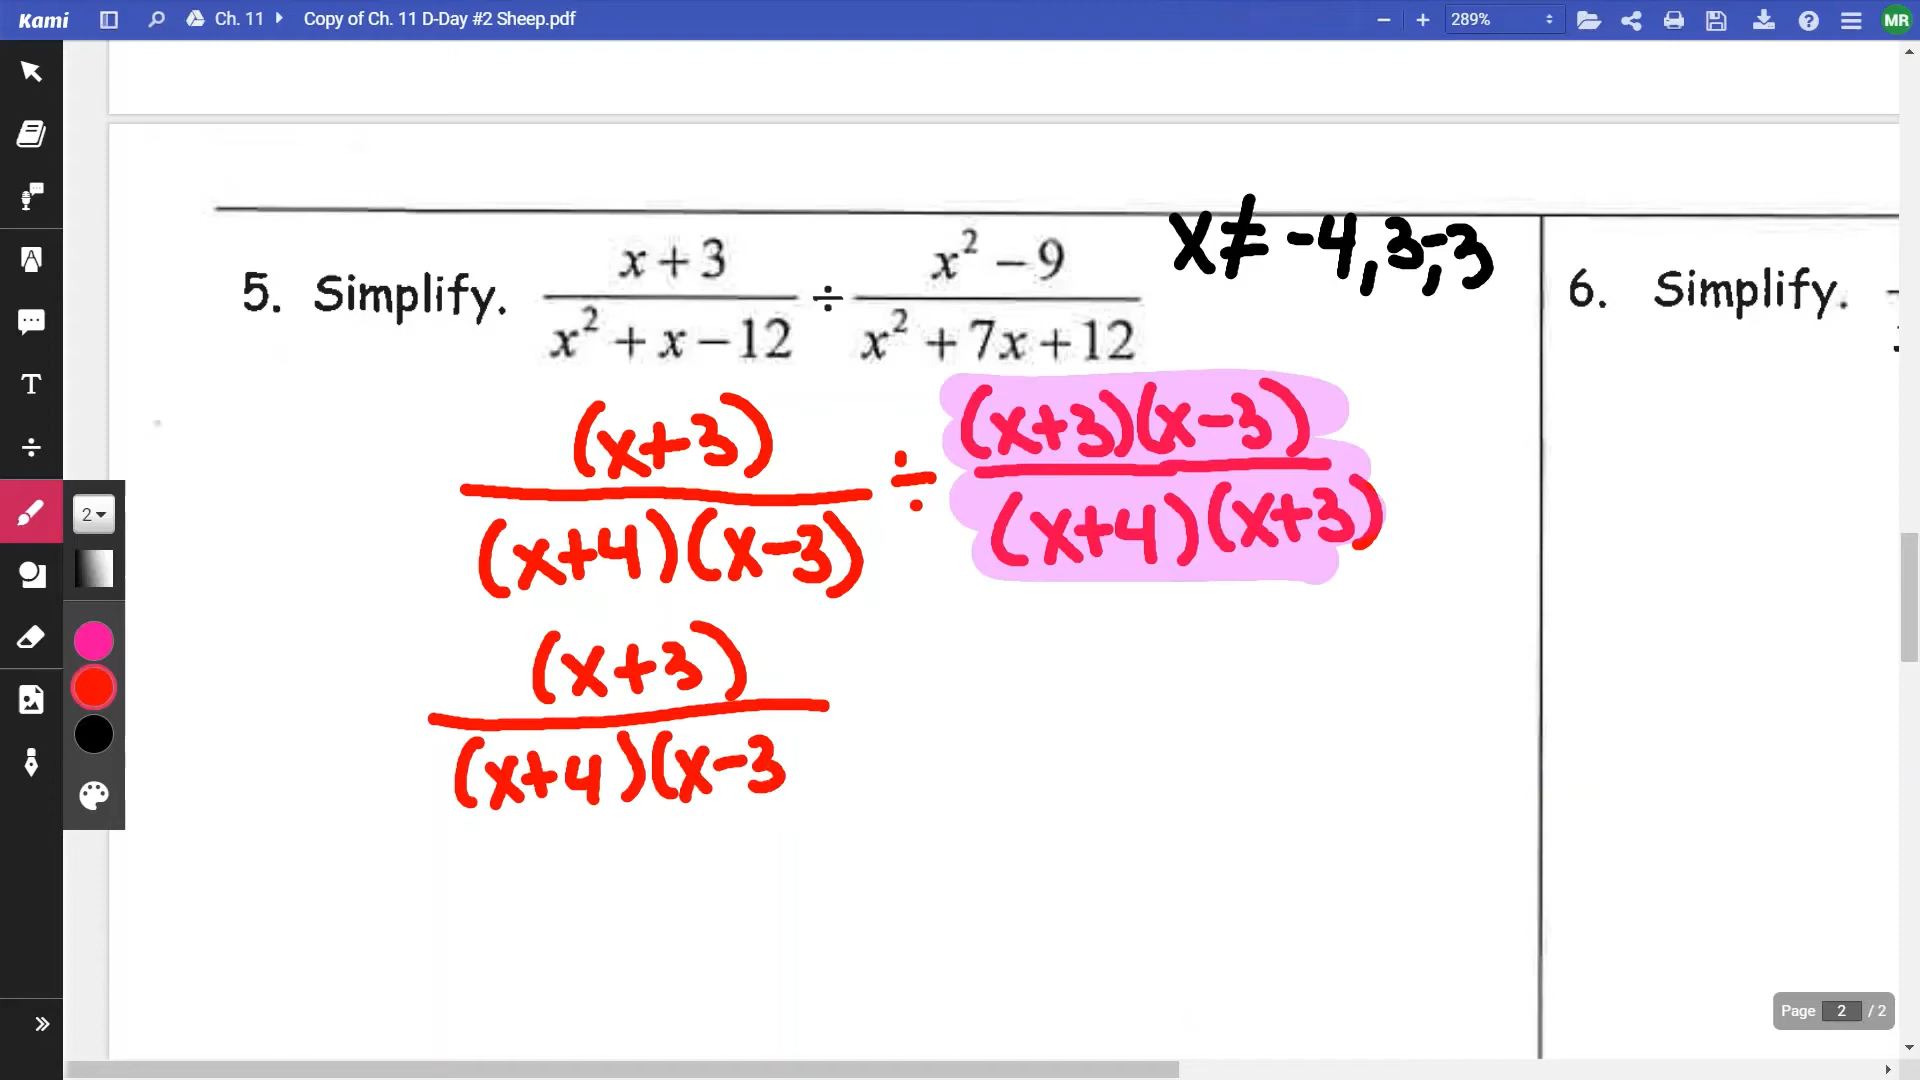 Kami Ch. 11 Copy of Ch. 11 D-Day #2 Sheep.pdf 289% MR
5. Simplify. x + 3 / x² + x − 12 ÷ x² − 9 / x² + 7x + 12 x ≠ -4, 3, -3
6. Simplify.
(x+3) / (x+4)(x-3) ÷ (x+3)(x-3) / (x+4)(x+3)
(x+3) / (x+4)(x-3
T
2
Page 2 / 2